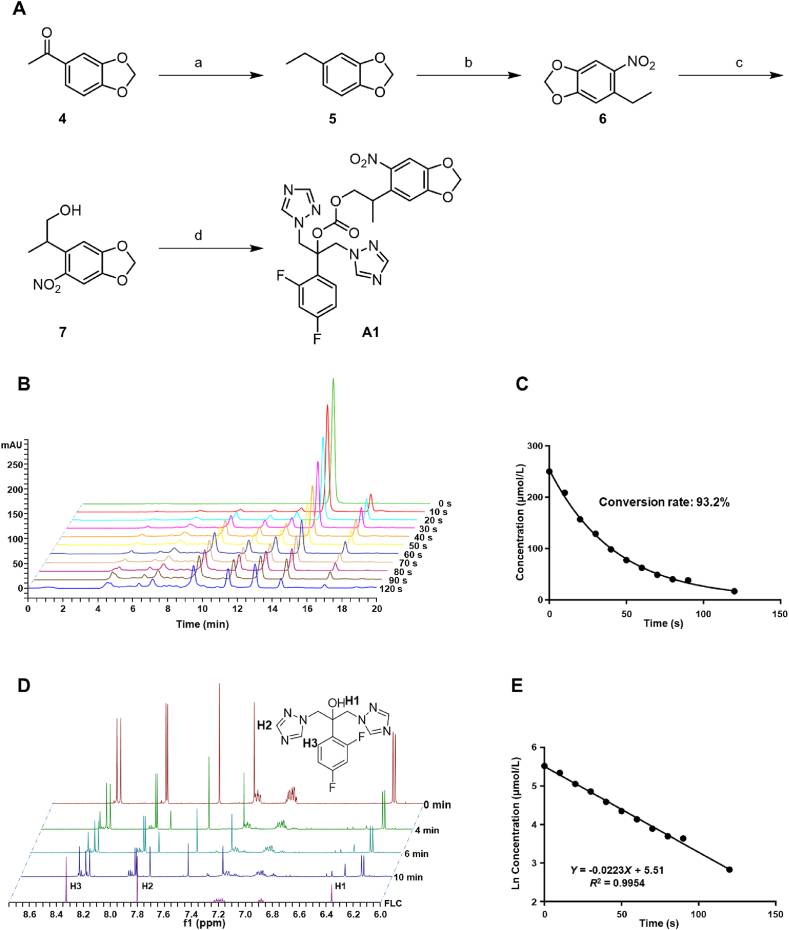 A
O
O
O
4
a
O
O
5
b
O
O
NO2
6
c
OH
O
O
NO2
7
d
O2N
O
O
N
N
N
O
O
O
N
N
N
F
F
A1
B
mAU
250
200
150
100
50
0
0 s
10 s
20 s
30 s
40 s
50 s
60 s
70 s
80 s
90 s
120 s
0 2 4 6 8 10 12 14 16 18 20
Time (min)
C
Concentration (μmol/L)
300
200
100
0
Conversion rate: 93.2%
0 50 100 150
Time (s)
D
OH H1
H2
N
N
N
N
N
N
H3
F
F
0 min
4 min
6 min
10 min
H3 H2 H1
FLC
8.6 8.4 8.2 8.0 7.8 7.6 7.4 7.2 7.0 6.8 6.6 6.4 6.2 6.0
f1 (ppm)
E
Ln Concentration (μmol/L)
6
5
4
3
2
Y = -0.0223X + 5.51
R2 = 0.9954
0 50 100 150
Time (s)